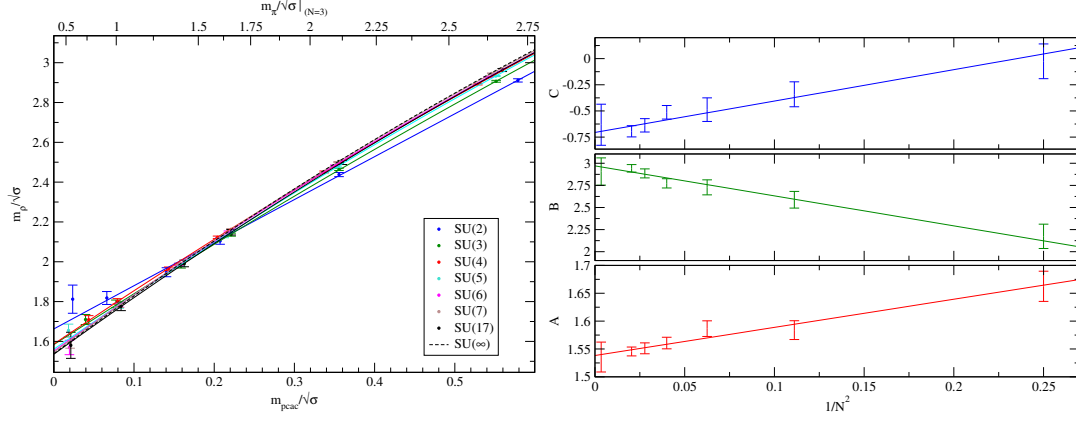 m_π/√σ|_(N=3)
0.5 1 1.5 1.75 2 2.25 2.5 2.75
m_ρ/√σ
3
2.8
2.6
2.4
2.2
2
1.8
1.6
0 0.1 0.2 0.3 0.4 0.5
m_pcac/√σ
SU(2)
SU(3)
SU(4)
SU(5)
SU(6)
SU(7)
SU(17)
SU(∞)
C
0
-0.25
-0.5
-0.75
B
3
2.75
2.5
2.25
2
A
1.7
1.65
1.6
1.55
1.5
0 0.05 0.1 0.15 0.2 0.25
1/N²